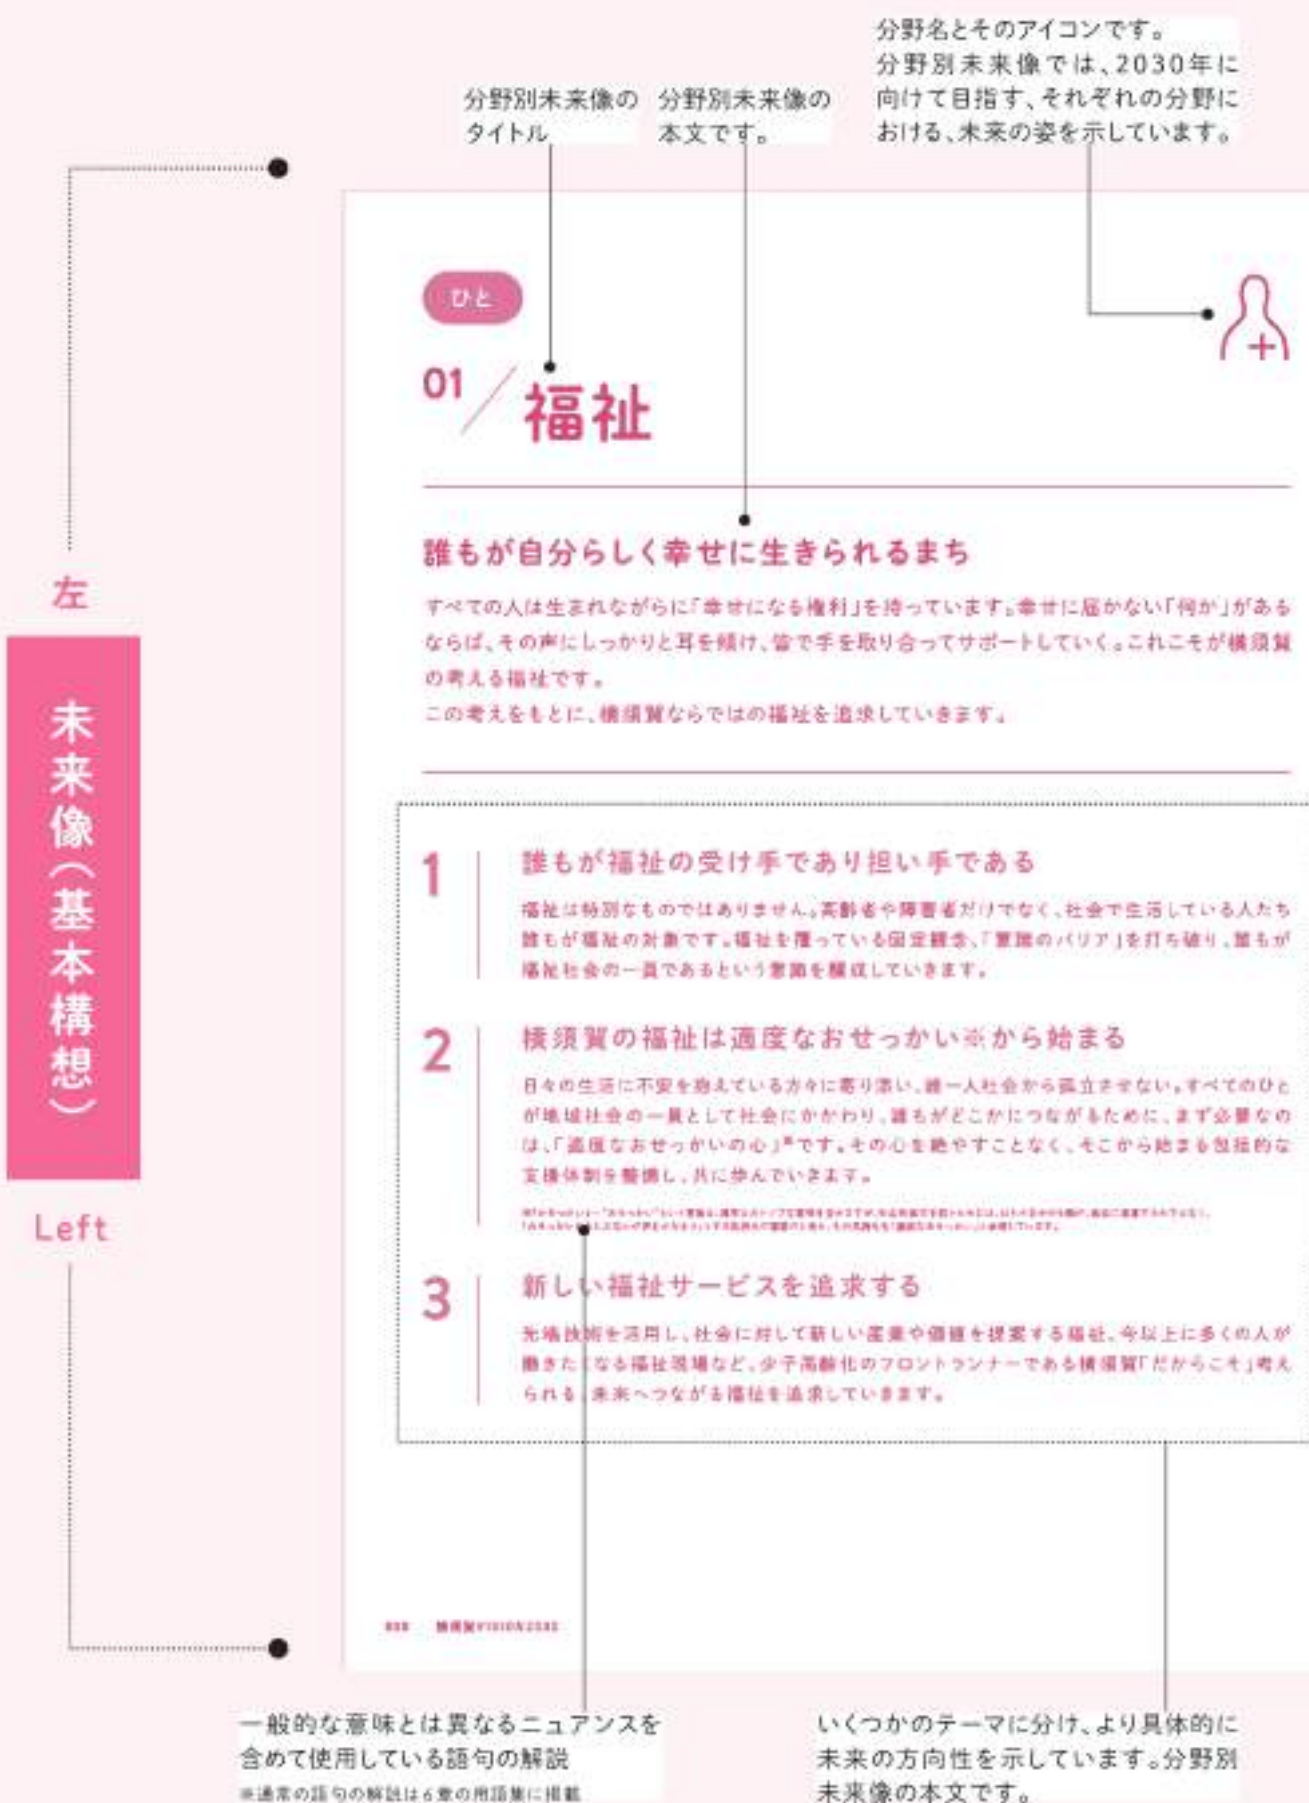 分野名とそのアイコンです。
分野別未来像では、2030年に
向けて目指す、それぞれの分野に
おける、未来の姿を示しています。
分野別未来像の
タイトル
分野別未来像の
本文です。
ひと
01/福祉
誰もが自分らしく幸せに生きられるまち
すべての人は生まれながらに「幸せになる権利」を持っています。幸せに届かない「何か」がある
ならば、その声にしっかりと耳を傾け、皆で手を取り合ってサポートしていく。これこそが横須賀
の考える福祉です。
この考えをもとに、横須賀ならではの福祉を追求していきます。
左
未来像(基本構想)
Left
1
誰もが福祉の受け手であり担い手である
福祉は特別なものではありません。高齢者や障害者だけでなく、社会で生活している人たち
誰もが福祉の対象です。福祉を覆っている固定観念、「意識のバリア」を打ち破り、誰もが
福祉社会の一員であるという意識を醸成していきます。
2
横須賀の福祉は適度なおせっかい※から始まる
日々の生活に不安を抱えている方々に寄り添い、誰一人社会から孤立させない。すべてのひと
が地域社会の一員として社会にかかわり、誰もがどこかにつながるために、まず必要なの
は、「適度なおせっかいの心」※です。その心を絶やすことなく、そこから始まる包括的な
支援体制を整備し、共に歩んでいきます。
3
新しい福祉サービスを追求する
先端技術を活用し、社会に対して新しい産業や価値を提案する福祉、今以上に多くの人が
働きたくなる福祉現場など、少子高齢化のフロントランナーである横須賀「だからこそ」考え
られる、未来へつながる福祉を追求していきます。
横須賀VISION2030
一般的な意味とは異なるニュアンスを
含めて使用している語句の解説
※通常の語句の解説は6章の用語集に掲載
いくつかのテーマに分け、より具体的に
未来の方向性を示しています。分野別
未来像の本文です。